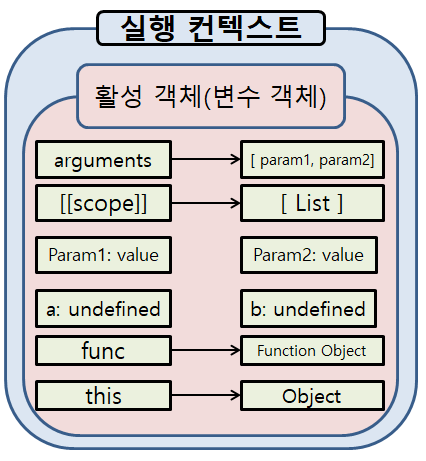 실행 컨텍스트
활성 객체(변수 객체)
arguments
[ param1, param2]
[[scope]]
[ List ]
Param1: value
Param2: value
a: undefined
b: undefined
func
Function Object
this
Object